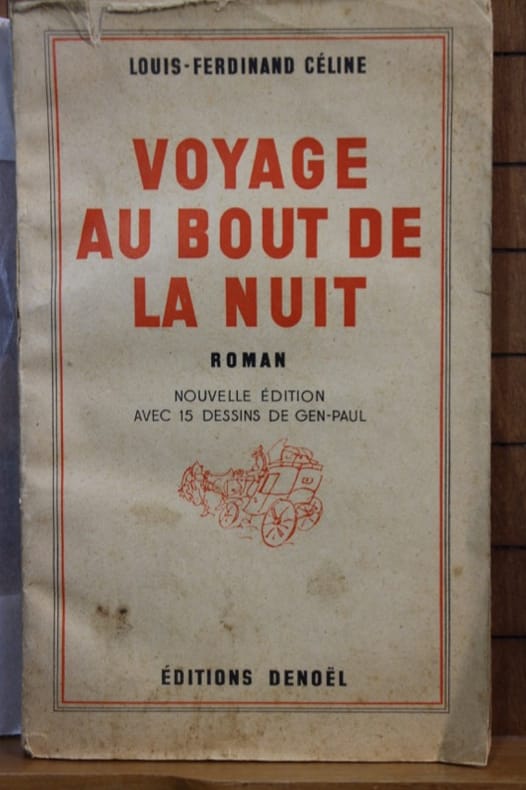 LOUIS-FERDINAND CÉLINE
VOYAGE
AU BOUT DE
LA NUIT
ROMAN
NOUVELLE ÉDITION
AVEC 15 DESSINS DE GEN-PAUL
ÉDITIONS DENOËL